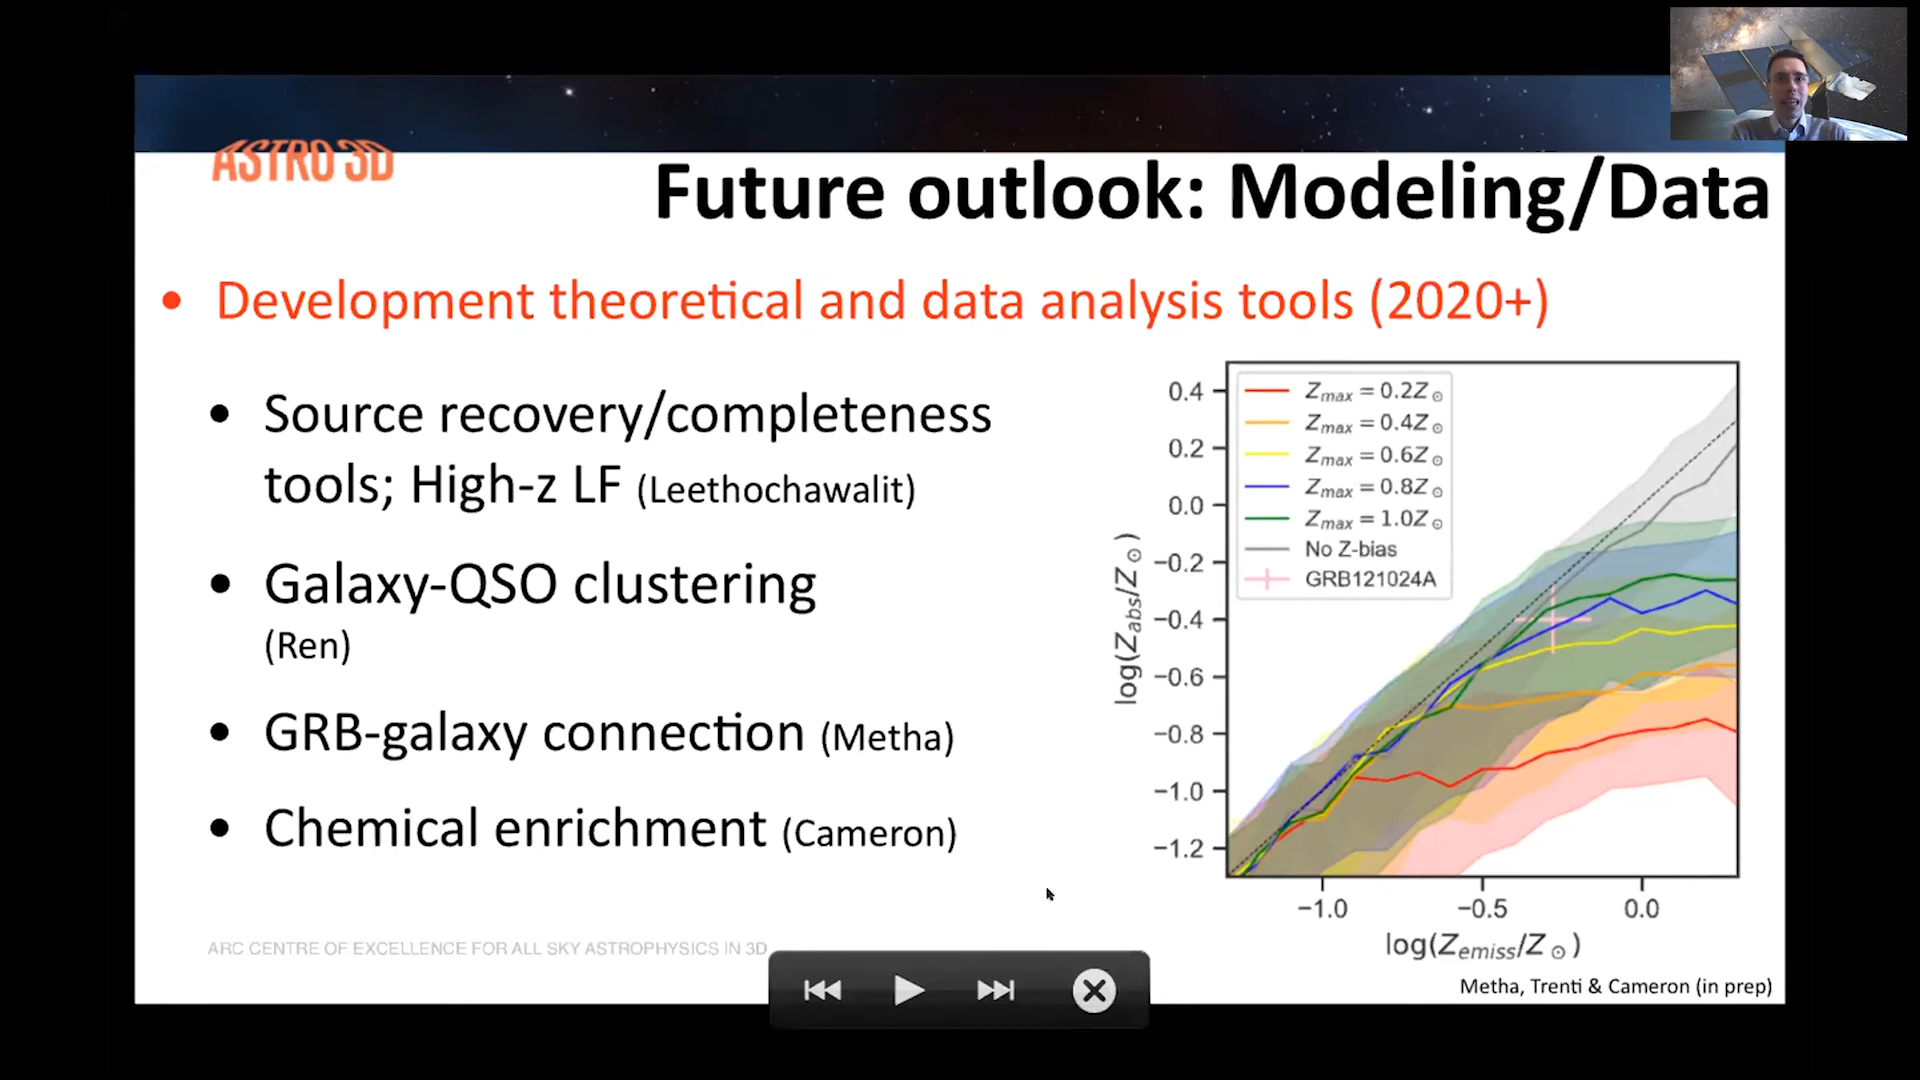 ASTRO 3D
Future outlook: Modeling/Data
• Development theoretical and data analysis tools (2020+)
• Source recovery/completeness
tools; High-z LF (Leethochawalit)
• Galaxy-QSO clustering
(Ren)
• GRB-galaxy connection (Metha)
• Chemical enrichment (Cameron)
ARC CENTRE OF EXCELLENCE FOR ALL SKY ASTROPHYSICS IN 3D
Zmax = 0.2Z⊙
Zmax = 0.4Z⊙
Zmax = 0.6Z⊙
Zmax = 0.8Z⊙
Zmax = 1.0Z⊙
No Z-bias
GRB121024A
0.4
0.2
0.0
−0.2
−0.4
−0.6
−0.8
−1.0
−1.2
log(Zabs/Z⊙)
−1.0 −0.5 0.0
log(Zemiss/Z⊙)
Metha, Trenti & Cameron (in prep)